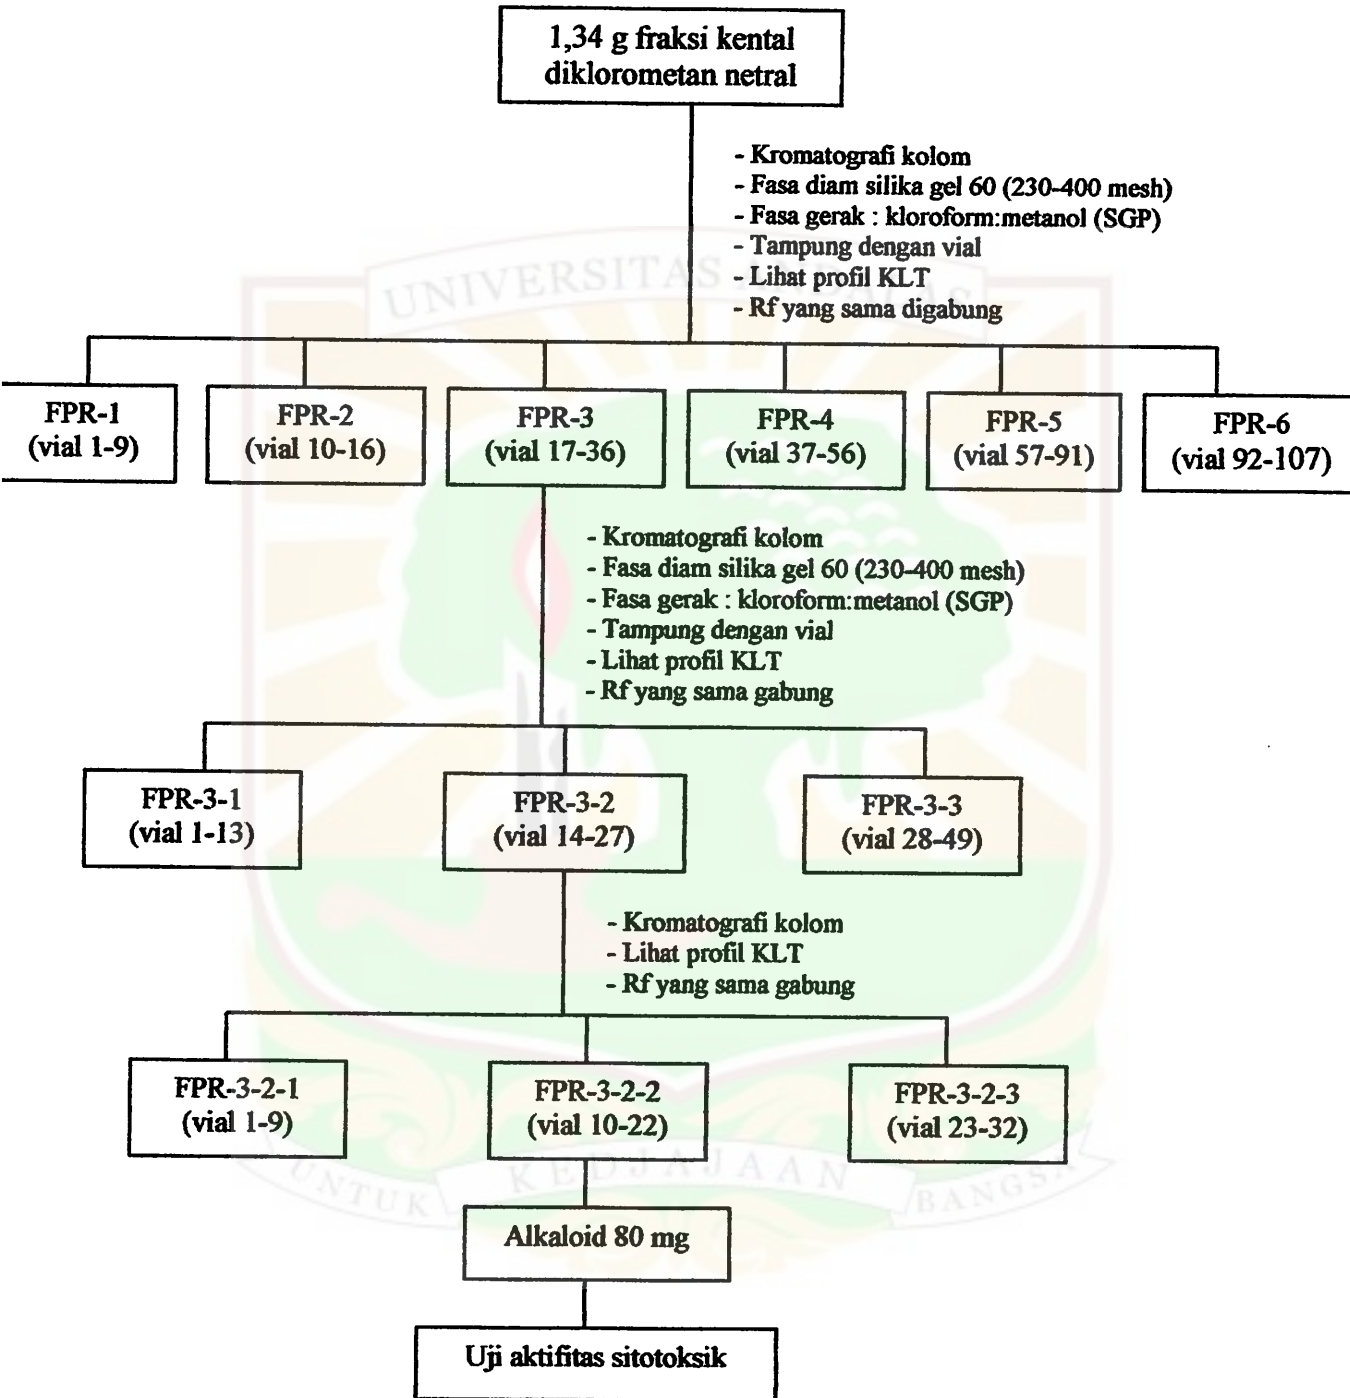 1,34 g fraksi kental
diklorometan netral
- Kromatografi kolom
- Fasa diam silika gel 60 (230-400 mesh)
- Fasa gerak : kloroform:metanol (SGP)
- Tampung dengan vial
- Lihat profil KLT
- Rf yang sama digabung
UNIVERSITAS ANDALAS
FPR-1
(vial 1-9)
FPR-2
(vial 10-16)
FPR-3
(vial 17-36)
FPR-4
(vial 37-56)
FPR-5
(vial 57-91)
FPR-6
(vial 92-107)
- Kromatografi kolom
- Fasa diam silika gel 60 (230-400 mesh)
- Fasa gerak : kloroform:metanol (SGP)
- Tampung dengan vial
- Lihat profil KLT
- Rf yang sama gabung
FPR-3-1
(vial 1-13)
FPR-3-2
(vial 14-27)
FPR-3-3
(vial 28-49)
- Kromatografi kolom
- Lihat profil KLT
- Rf yang sama gabung
FPR-3-2-1
(vial 1-9)
FPR-3-2-2
(vial 10-22)
FPR-3-2-3
(vial 23-32)
UNTUK KEDJAJAAN BANGSA
Alkaloid 80 mg
Uji aktifitas sitotoksik